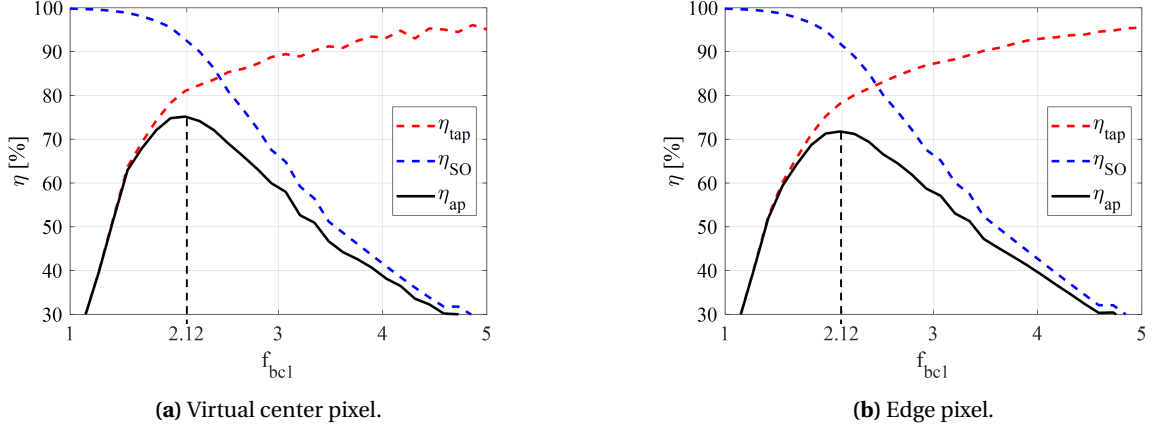 100
90
80
70
60
50
40
30
η [%]
1
2.12
3
4
5
f_bc1
η_tap
η_SO
η_ap
(a) Virtual center pixel.
100
90
80
70
60
50
40
30
η [%]
1
2.12
3
4
5
f_bc1
η_tap
η_SO
η_ap
(b) Edge pixel.